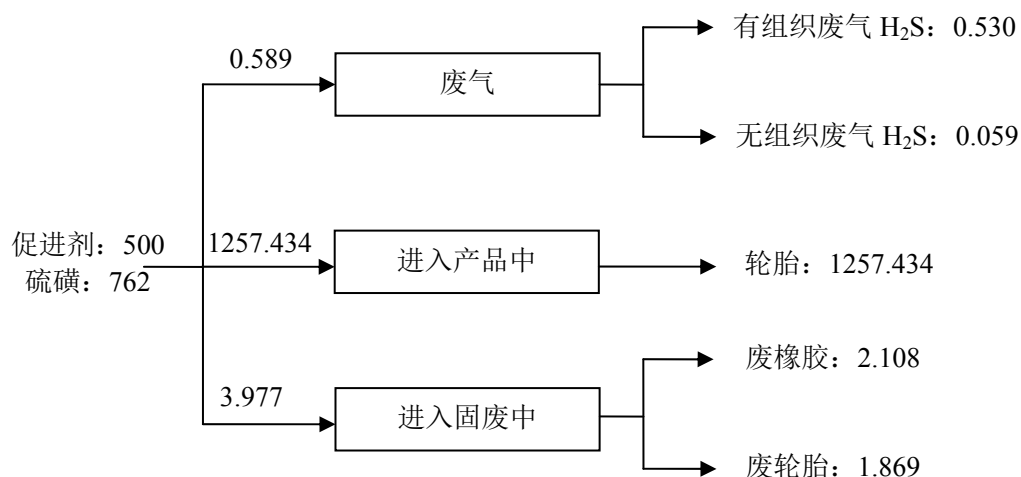 有组织废气 H₂S：0.530
0.589
废气
无组织废气 H₂S：0.059
促进剂：500
硫磺：762
1257.434
进入产品中
轮胎：1257.434
废橡胶：2.108
3.977
进入固废中
废轮胎：1.869